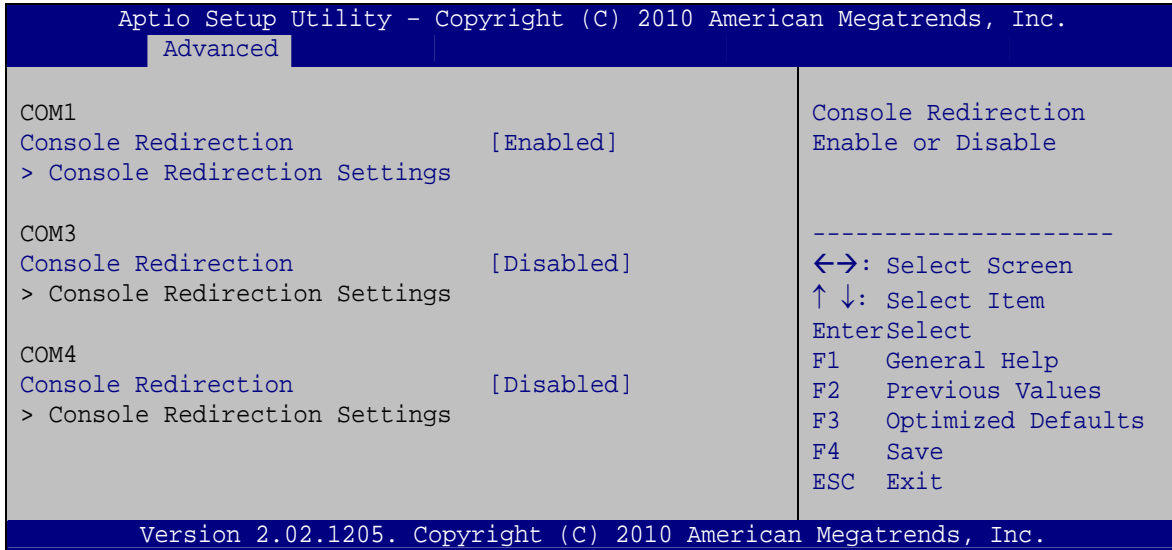 Aptio Setup Utility – Copyright (C) 2010 American Megatrends, Inc.
Advanced
COM1
Console Redirection [Enabled]
> Console Redirection Settings
COM3
Console Redirection [Disabled]
> Console Redirection Settings
COM4
Console Redirection [Disabled]
> Console Redirection Settings
Console Redirection
Enable or Disable
---------------------
←→: Select Screen
↑ ↓: Select Item
EnterSelect
F1 General Help
F2 Previous Values
F3 Optimized Defaults
F4 Save
ESC Exit
Version 2.02.1205. Copyright (C) 2010 American Megatrends, Inc.